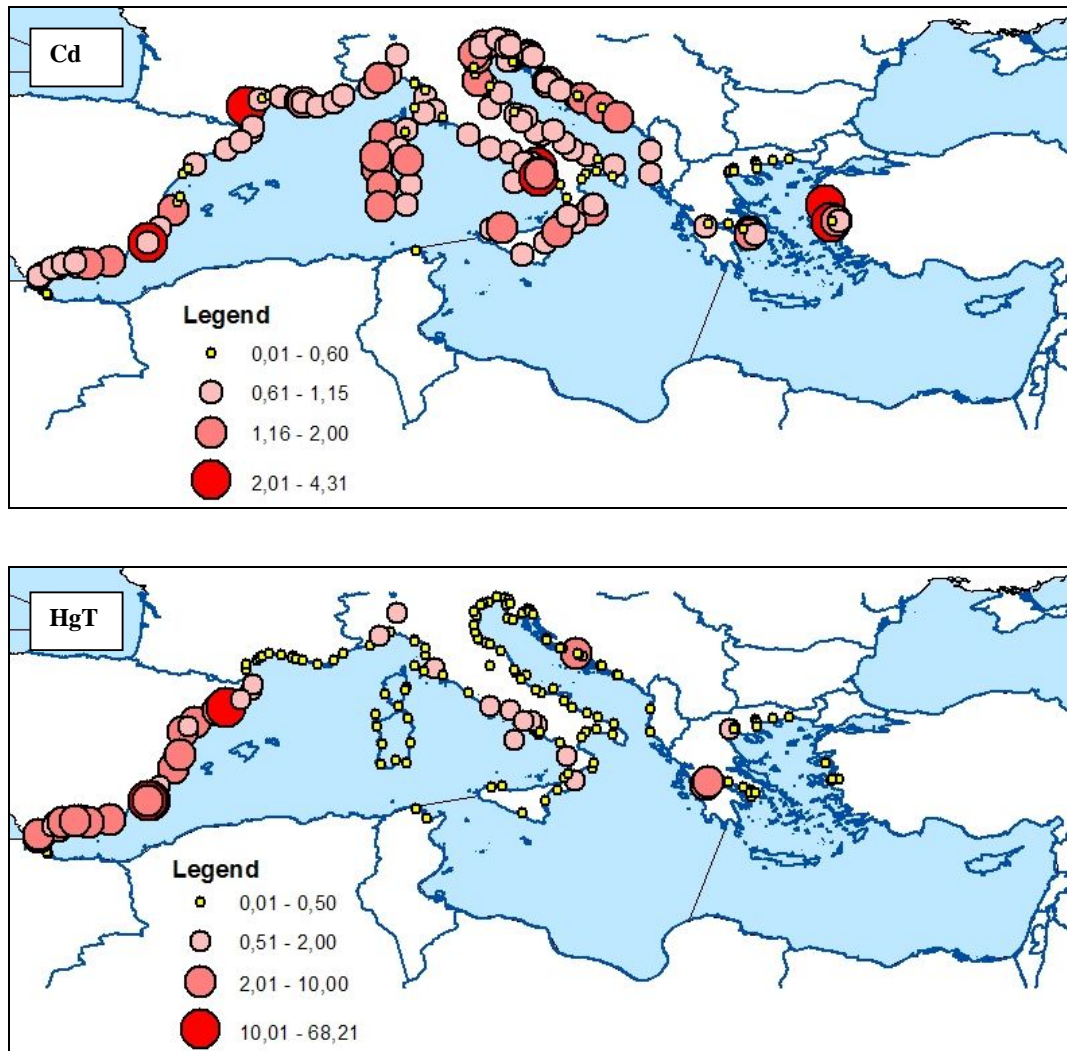 Cd
Legend
0,01 - 0,60
0,61 - 1,15
1,16 - 2,00
2,01 - 4,31
HgT
Legend
0,01 - 0,50
0,51 - 2,00
2,01 - 10,00
10,01 - 68,21